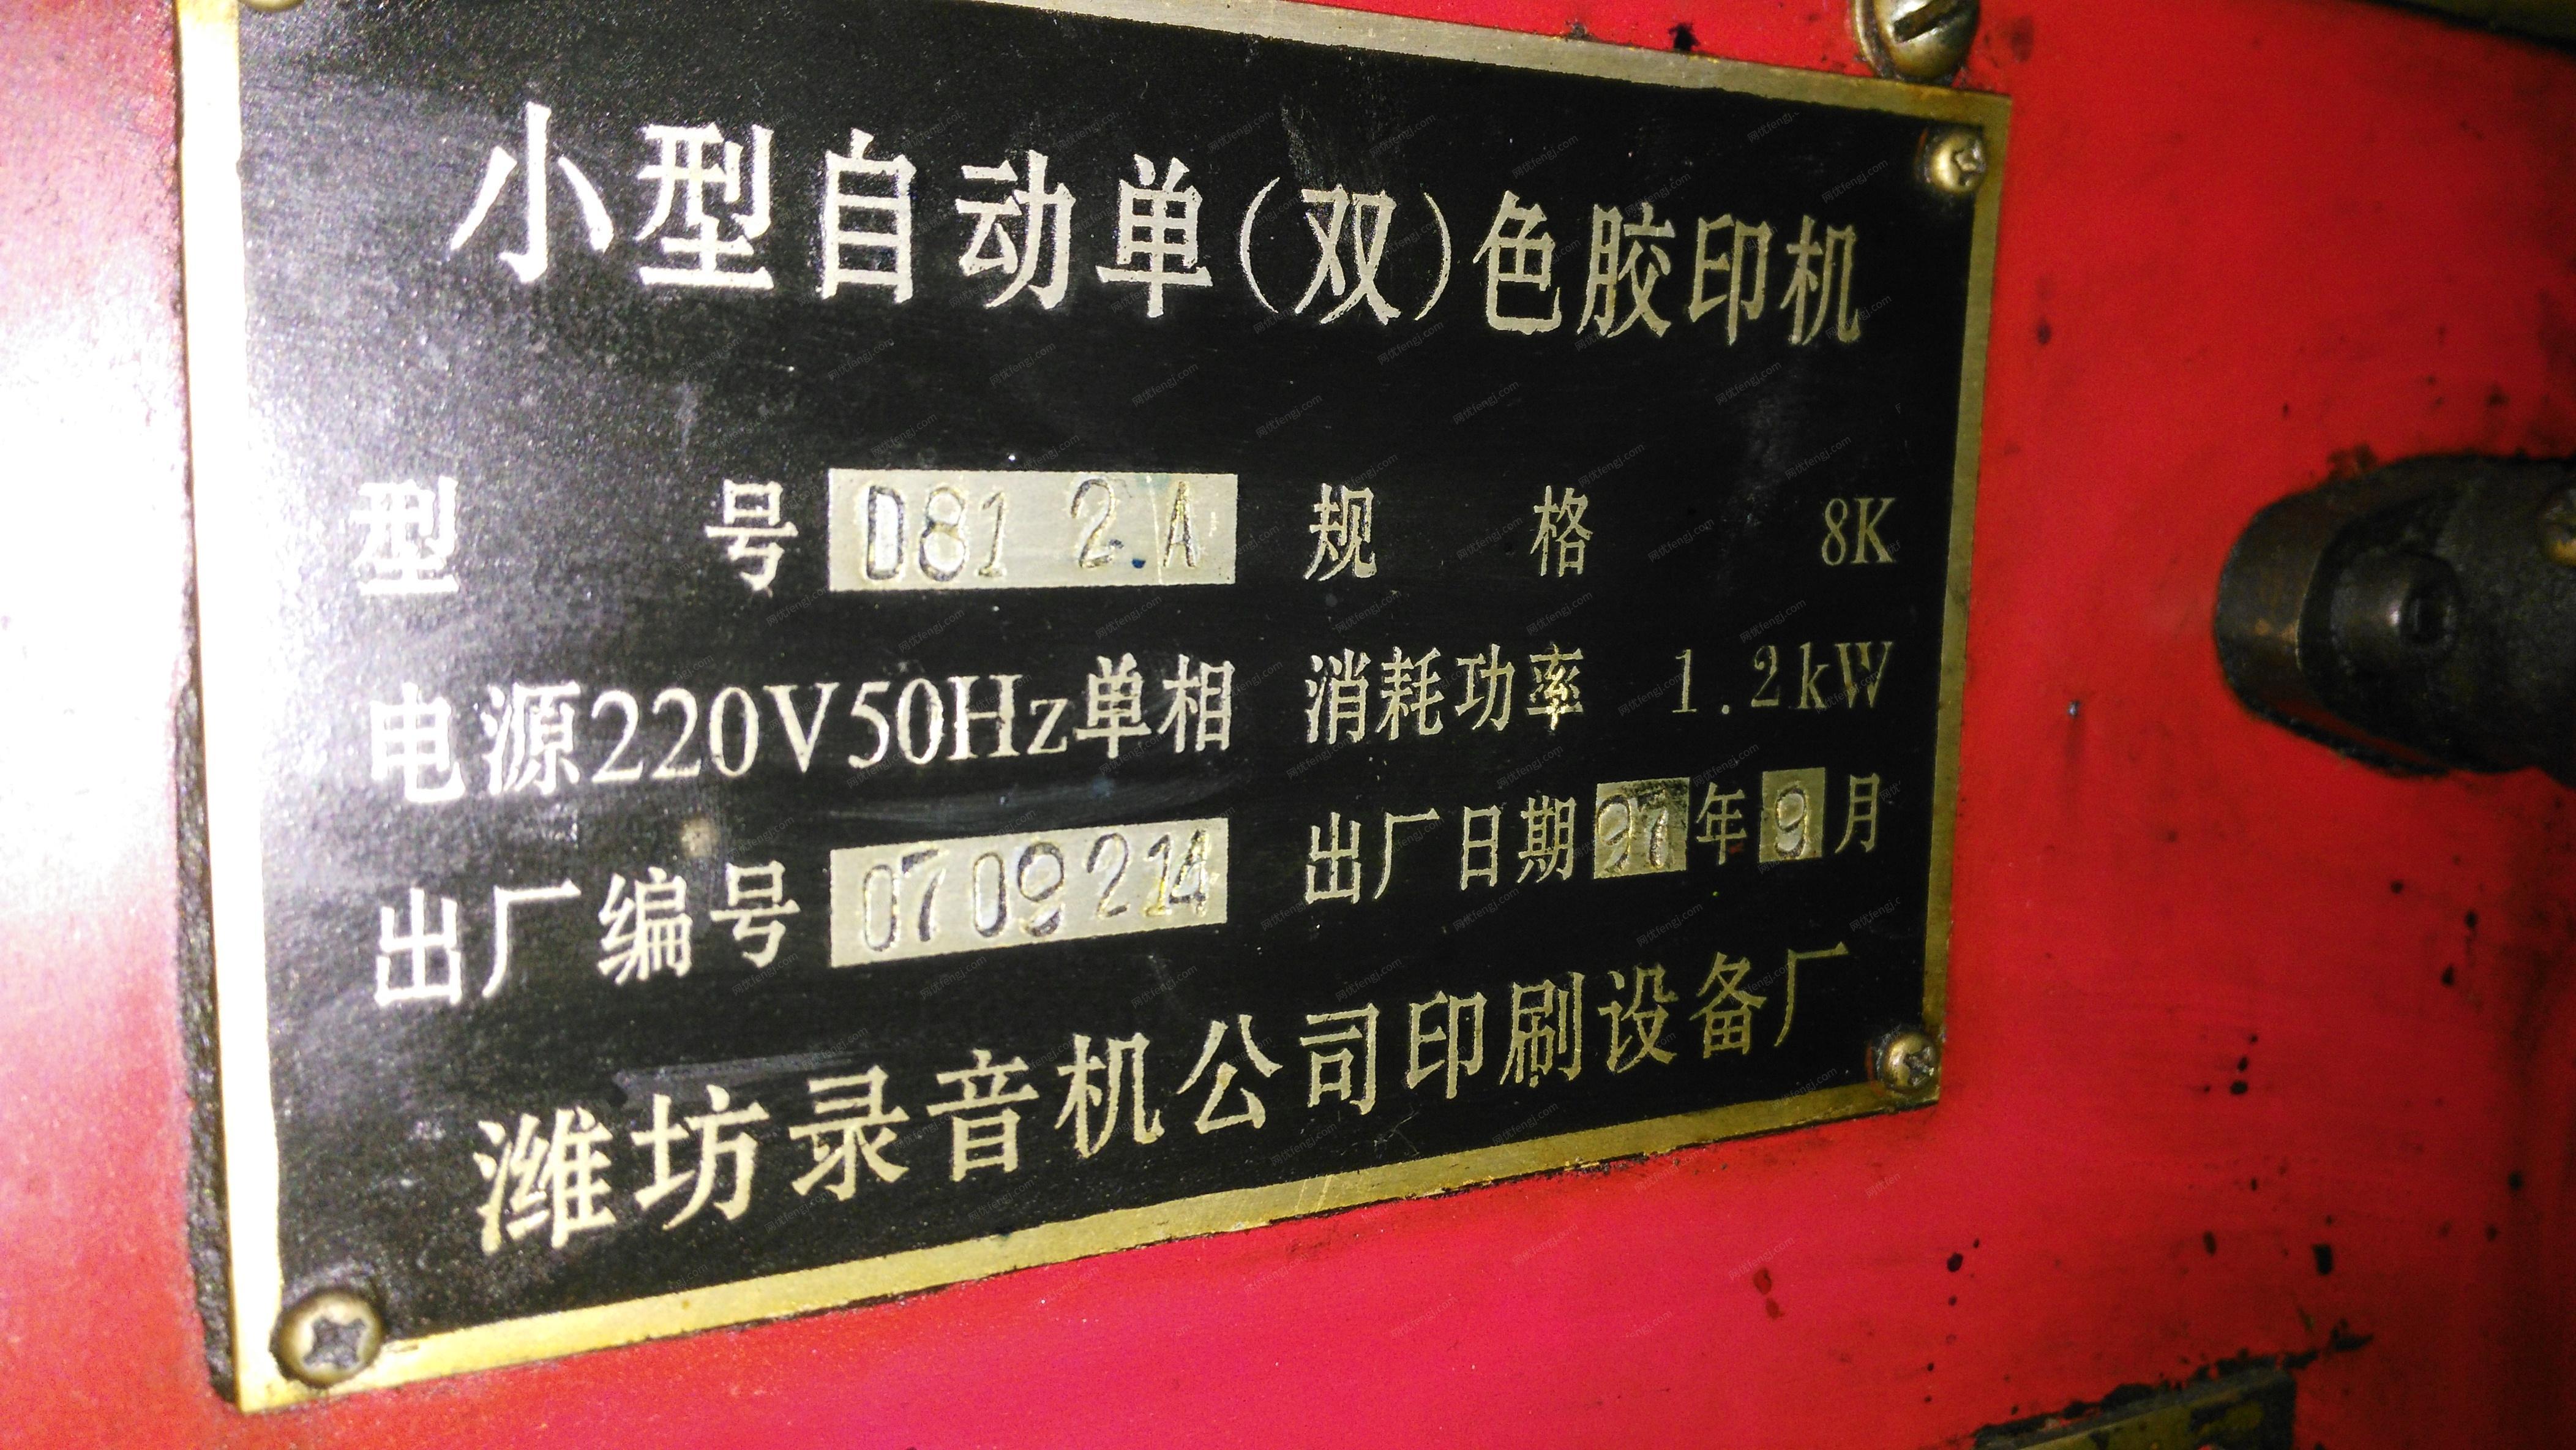 小型自动单(双)色胶印机
型 号 D81 2.A 规 格 8K
电源220V50Hz单相 消耗功率 1.2kW
出厂编号 0709214 出厂日期 97年9月
潍坊录音机公司印刷设备厂